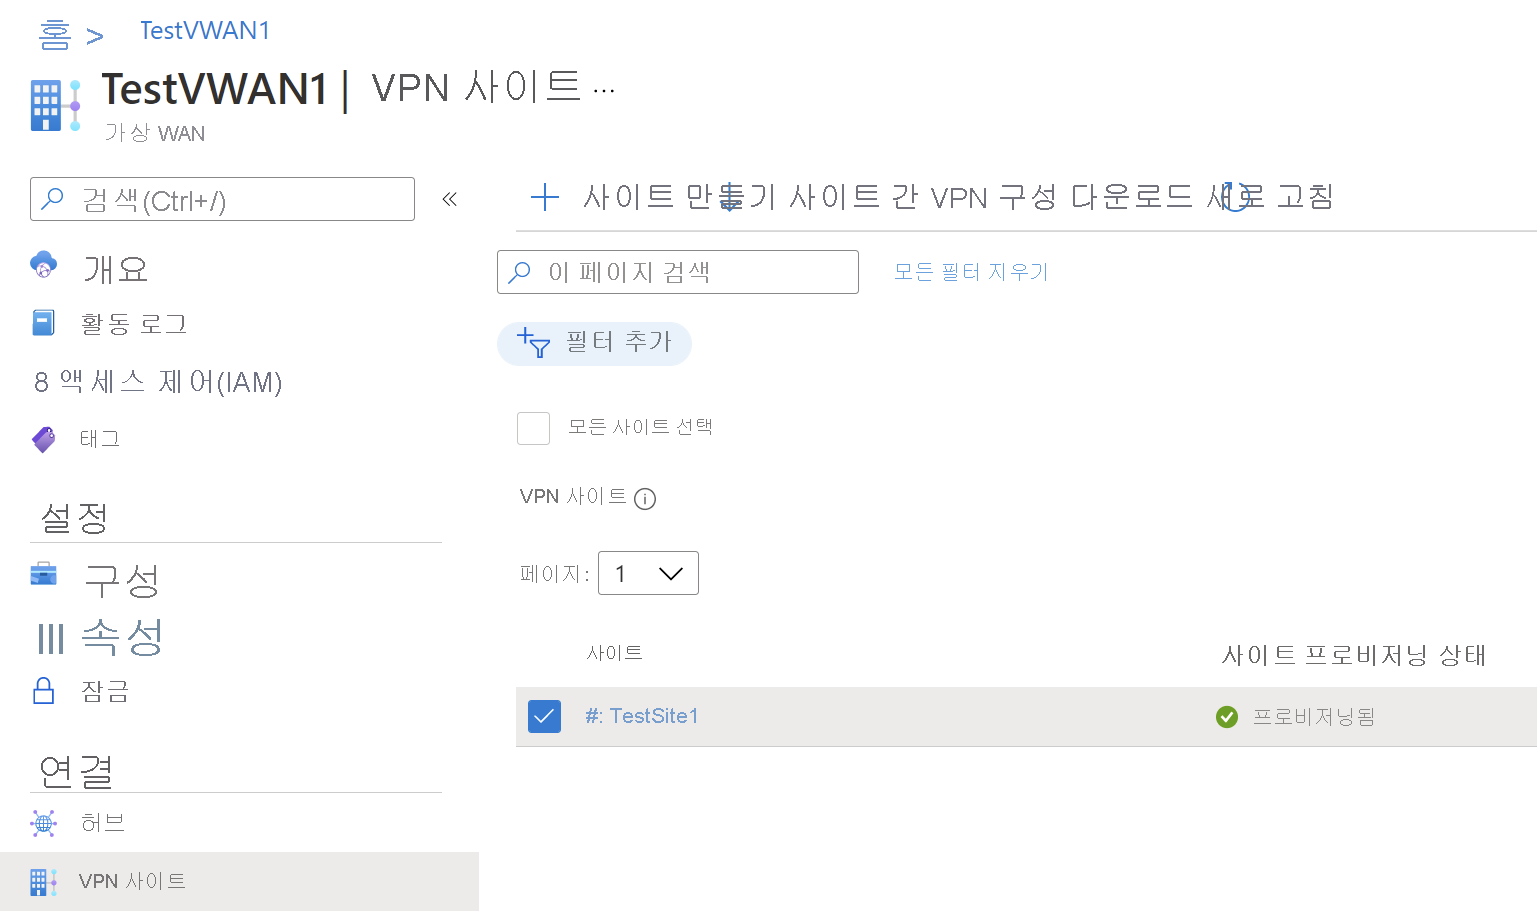 홈 > TestVWAN1
TestVWAN1 | VPN 사이트 ...
가상 WAN
검색(Ctrl+/)
«
개요
활동 로그
8 액세스 제어(IAM)
태그
설정
구성
속성
잠금
연결
허브
VPN 사이트
사이트 만들기 사이트 간 VPN 구성 다운로드 새로 고침
이 페이지 검색
모든 필터 지우기
필터 추가
모든 사이트 선택
VPN 사이트
페이지: 1
사이트 사이트 프로비저닝 상태
#: TestSite1 프로비저닝됨